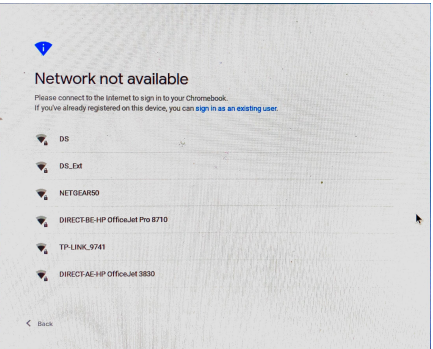 Network not available
Please connect to the Internet to sign in to your Chromebook.
If you've already registered on this device, you can sign in as an existing user.
DS
DS_Ext
NETGEAR50
DIRECT-BE-HP OfficeJet Pro 8710
TP-LINK_9741
DIRECT-AE-HP OfficeJet 3830
Back